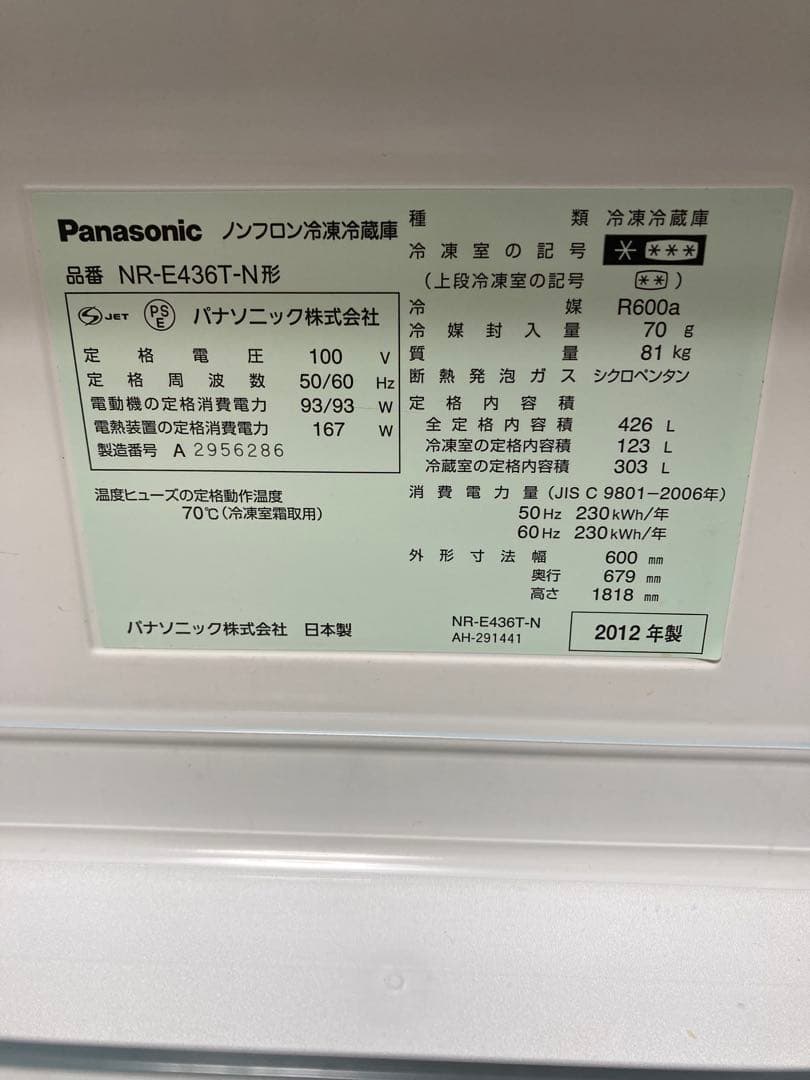 Panasonic ノンフロン冷凍冷蔵庫
品番 NR-E436T-N形
JET PSE パナソニック株式会社
定格電圧 100 V
定格周波数 50/60 Hz
電動機の定格消費電力 93/93 W
電熱装置の定格消費電力 167 W
製造番号 A 2956286
温度ヒューズの定格動作温度
70℃(冷凍室霜取用)
種類 冷凍冷蔵庫
冷凍室の記号 * ***
(上段冷凍室の記号 **)
冷媒 R600a
冷媒封入量 70 g
質量 81 kg
断熱発泡ガス シクロペンタン
定格内容積
全定格内容積 426 L
冷凍室の定格内容積 123 L
冷蔵室の定格内容積 303 L
消費電力量(JIS C 9801-2006年)
50Hz 230kWh/年
60Hz 230kWh/年
外形寸法幅 600 mm
奥行 679 mm
高さ 1818 mm
パナソニック株式会社 日本製
NR-E436T-N
AH-291441
2012年製